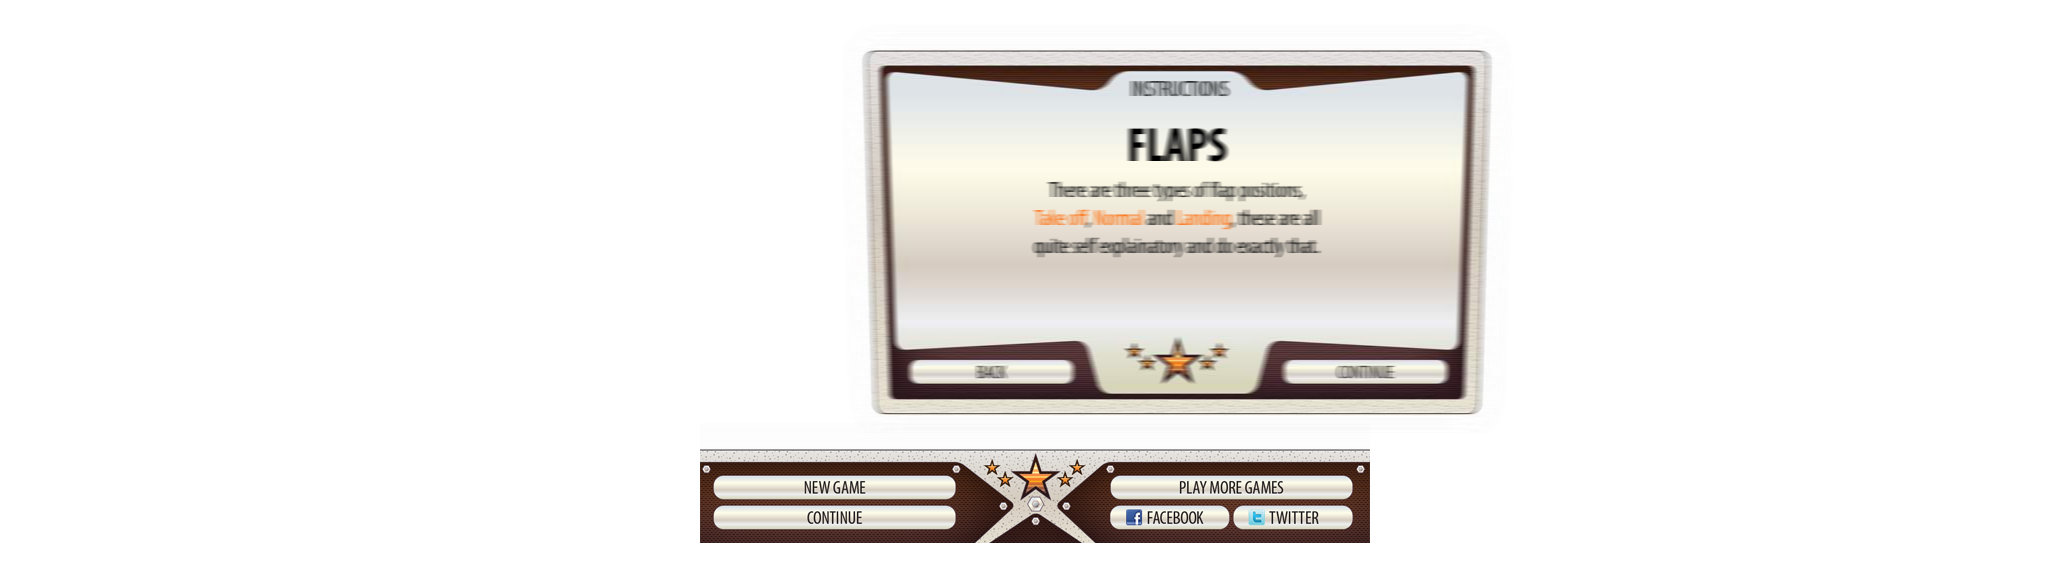 INSTRUCTIONS
FLAPS
There are three types of flap positions,
Take off, Normal and Landing, these are all
quite self explainatory and do exactly that.
BACK
CONTINUE
NEW GAME
PLAY MORE GAMES
CONTINUE
FACEBOOK
TWITTER